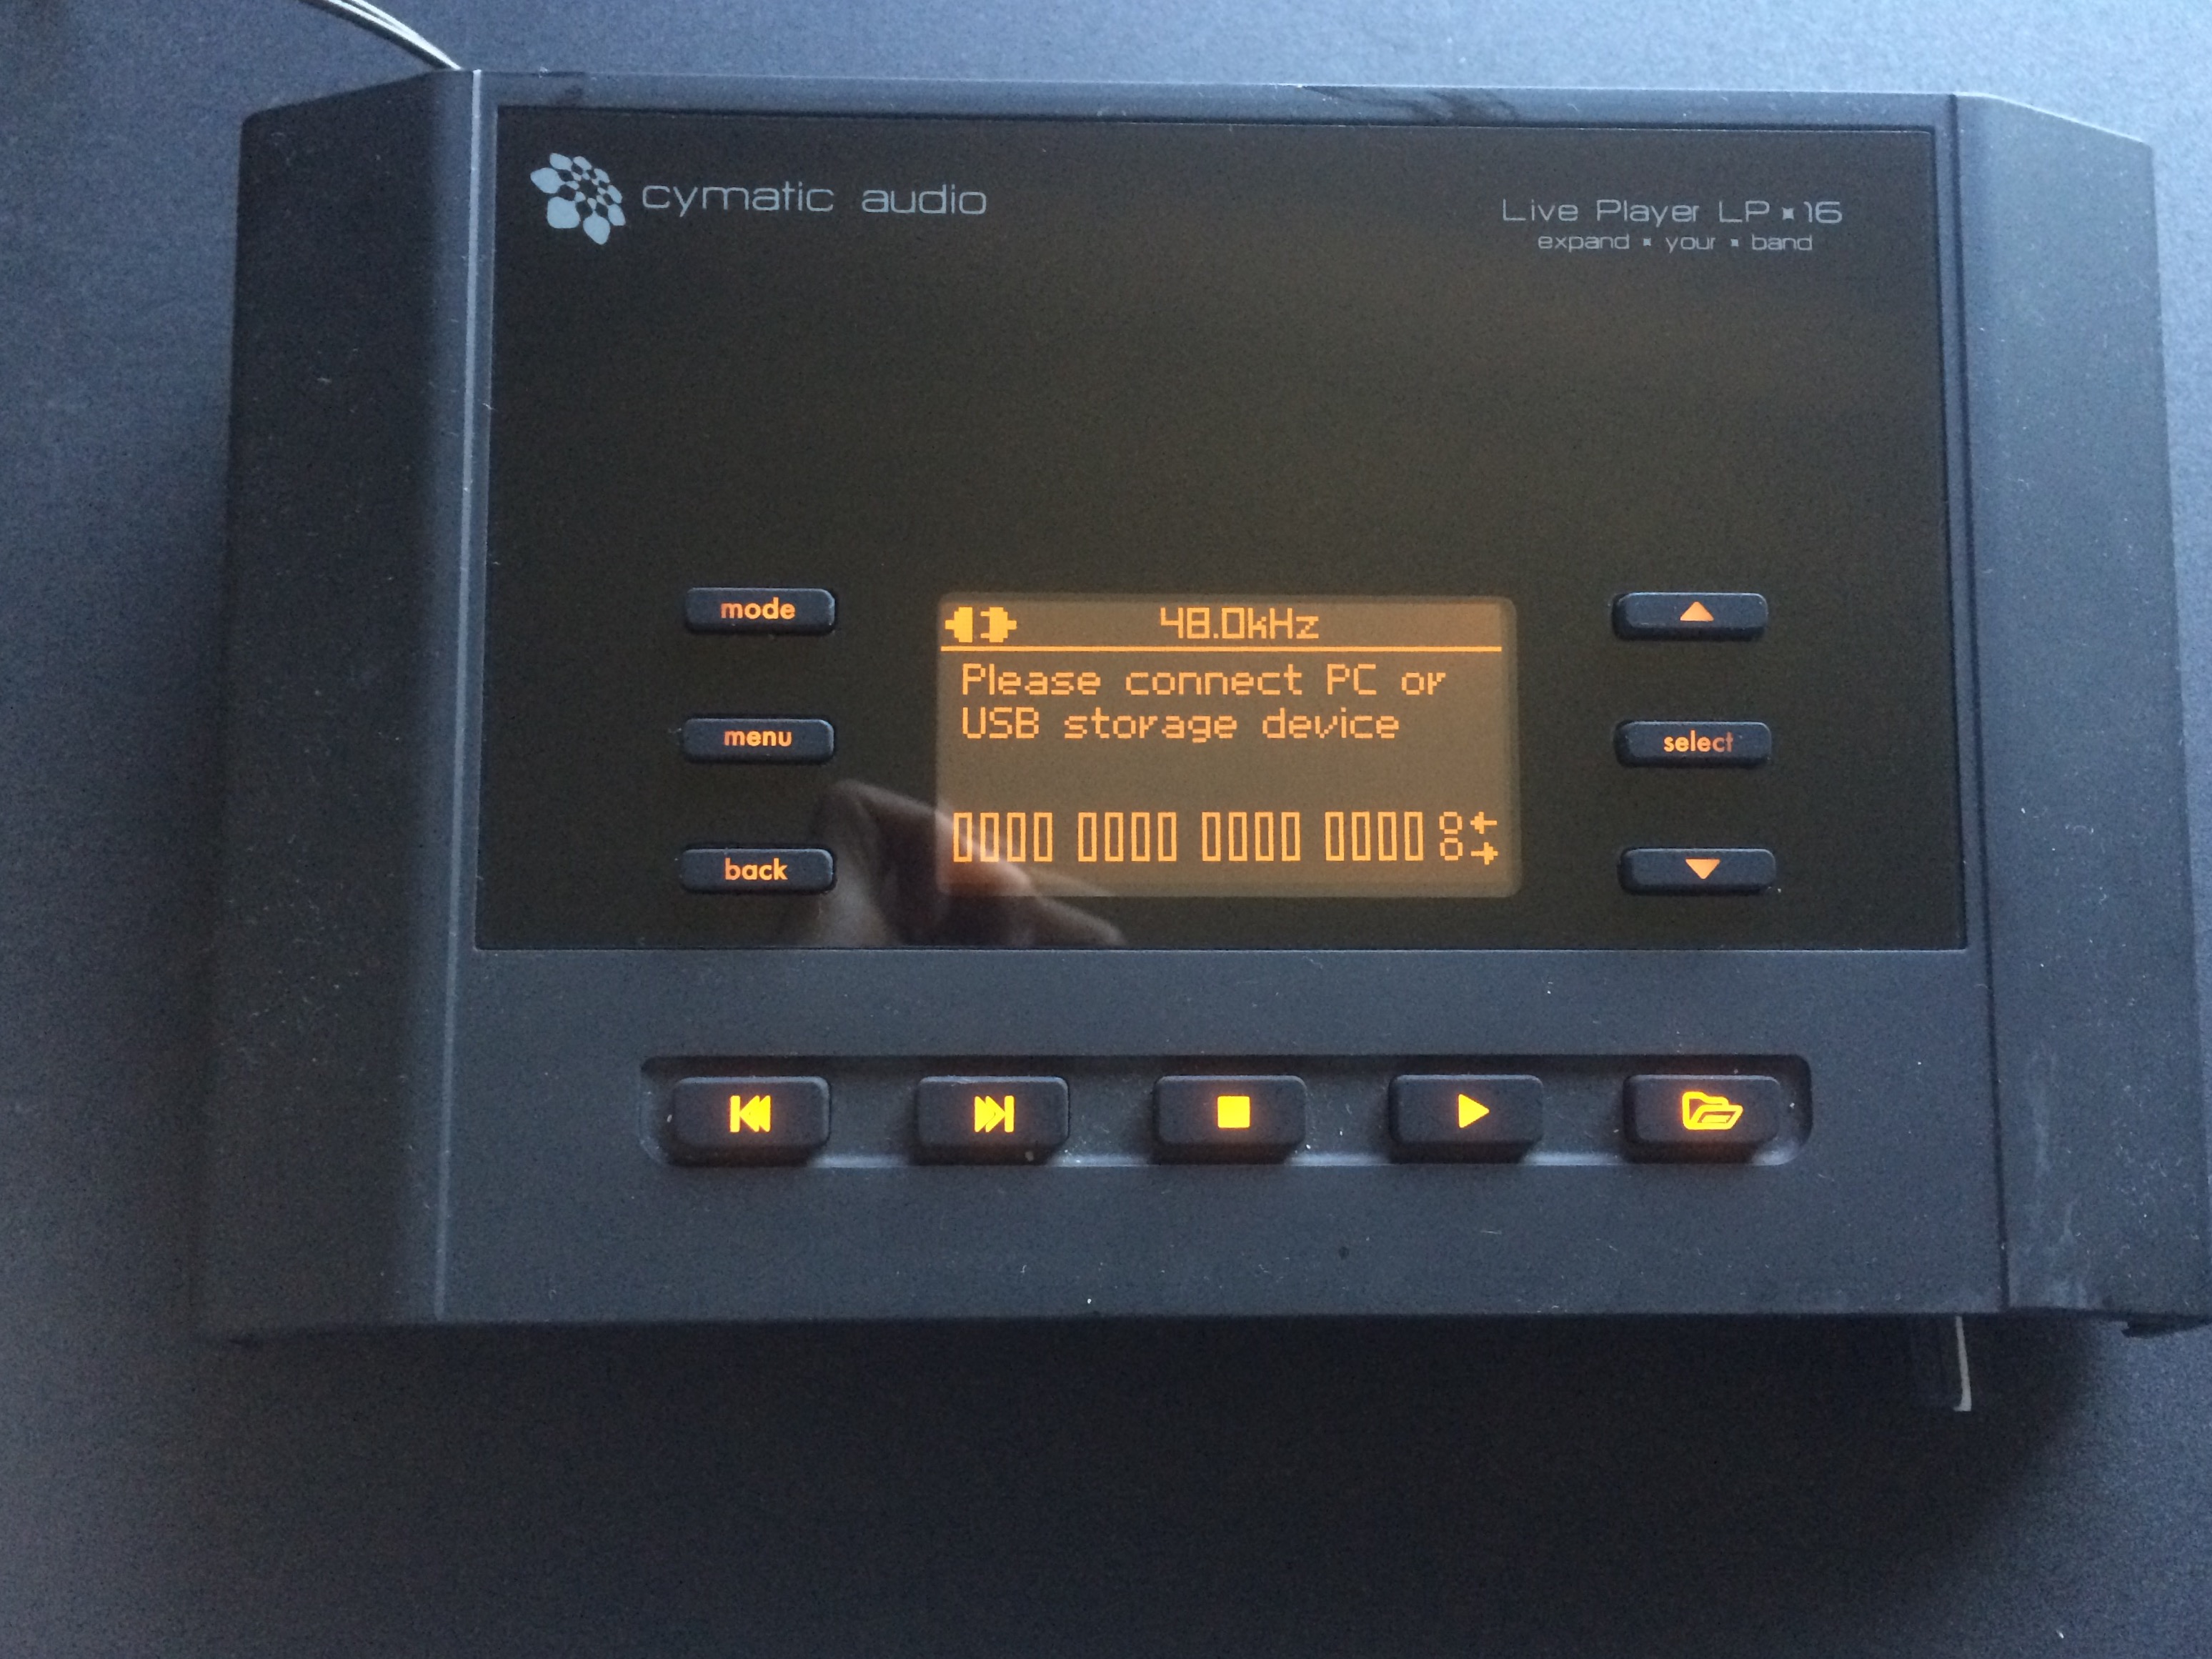 cymatic audio
Live Player LP▪16
expand ▪ your ▪ band
mode
48.0kHz
Please connect PC or
USB storage device
menu
select
back